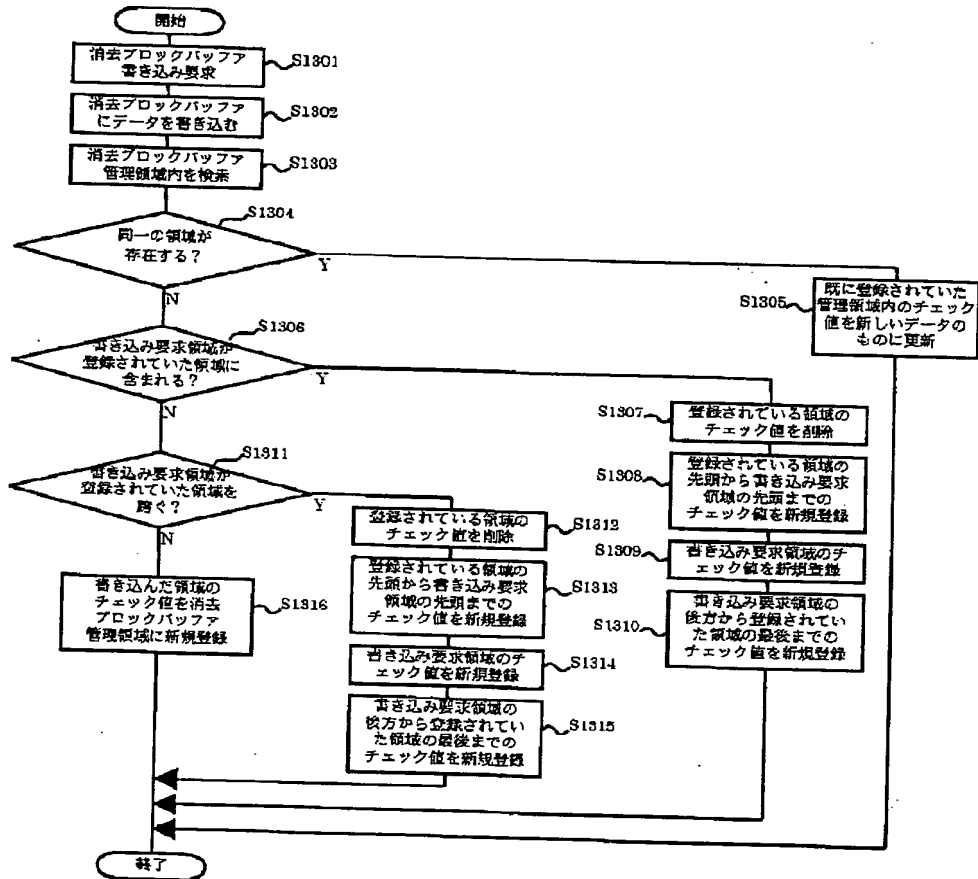 開始
消去ブロックバッファ
書き込み要求
S1301
消去ブロックバッファ
にデータを書き込む
S1302
消去ブロックバッファ
管理領域内を検索
S1303
S1304
同一の領域が
存在する?
Y
N
S1305
既に登録されていた
管理領域内のチェック
値を新しいデータの
ものに更新
S1306
書き込み要求領域が
登録されていた領域に
含まれる?
Y
N
S1307
登録されている領域の
チェック値を削除
S1308
登録されている領域の
先頭から書き込み要求
領域の先頭までの
チェック値を新規登録
S1309
書き込み要求領域のチ
ェック値を新規登録
S1310
書き込み要求領域の
後方から登録されてい
た領域の最後までの
チェック値を新規登録
S1311
書き込み要求領域が
登録されていた領域を
跨ぐ?
Y
N
S1312
登録されている領域の
チェック値を削除
登録されている領域の
先頭から書き込み要求
領域の先頭までの
チェック値を新規登録
S1313
書き込み要求領域のチ
ェック値を新規登録
S1314
書き込み要求領域の
後方から登録されてい
た領域の最後までの
チェック値を新規登録
S1315
書き込んだ領域の
チェック値を消去
ブロックバッファ
管理領域に新規登録
S1316
終了